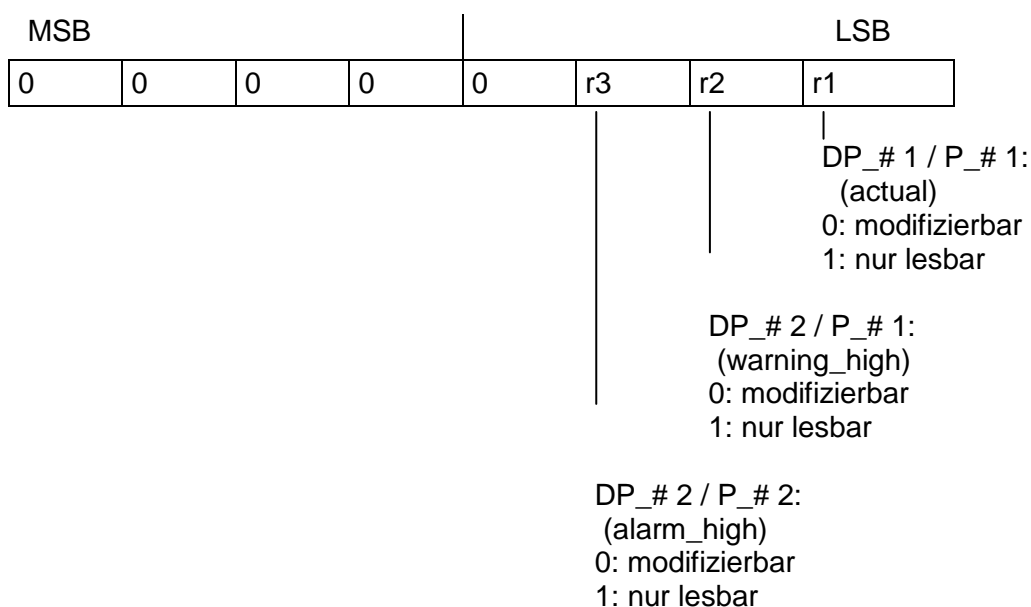 MSB LSB
0 0 0 0 0 r3 r2 r1
DP_# 1 / P_# 1:
(actual)
0: modifizierbar
1: nur lesbar
DP_# 2 / P_# 1:
(warning_high)
0: modifizierbar
1: nur lesbar
DP_# 2 / P_# 2:
(alarm_high)
0: modifizierbar
1: nur lesbar